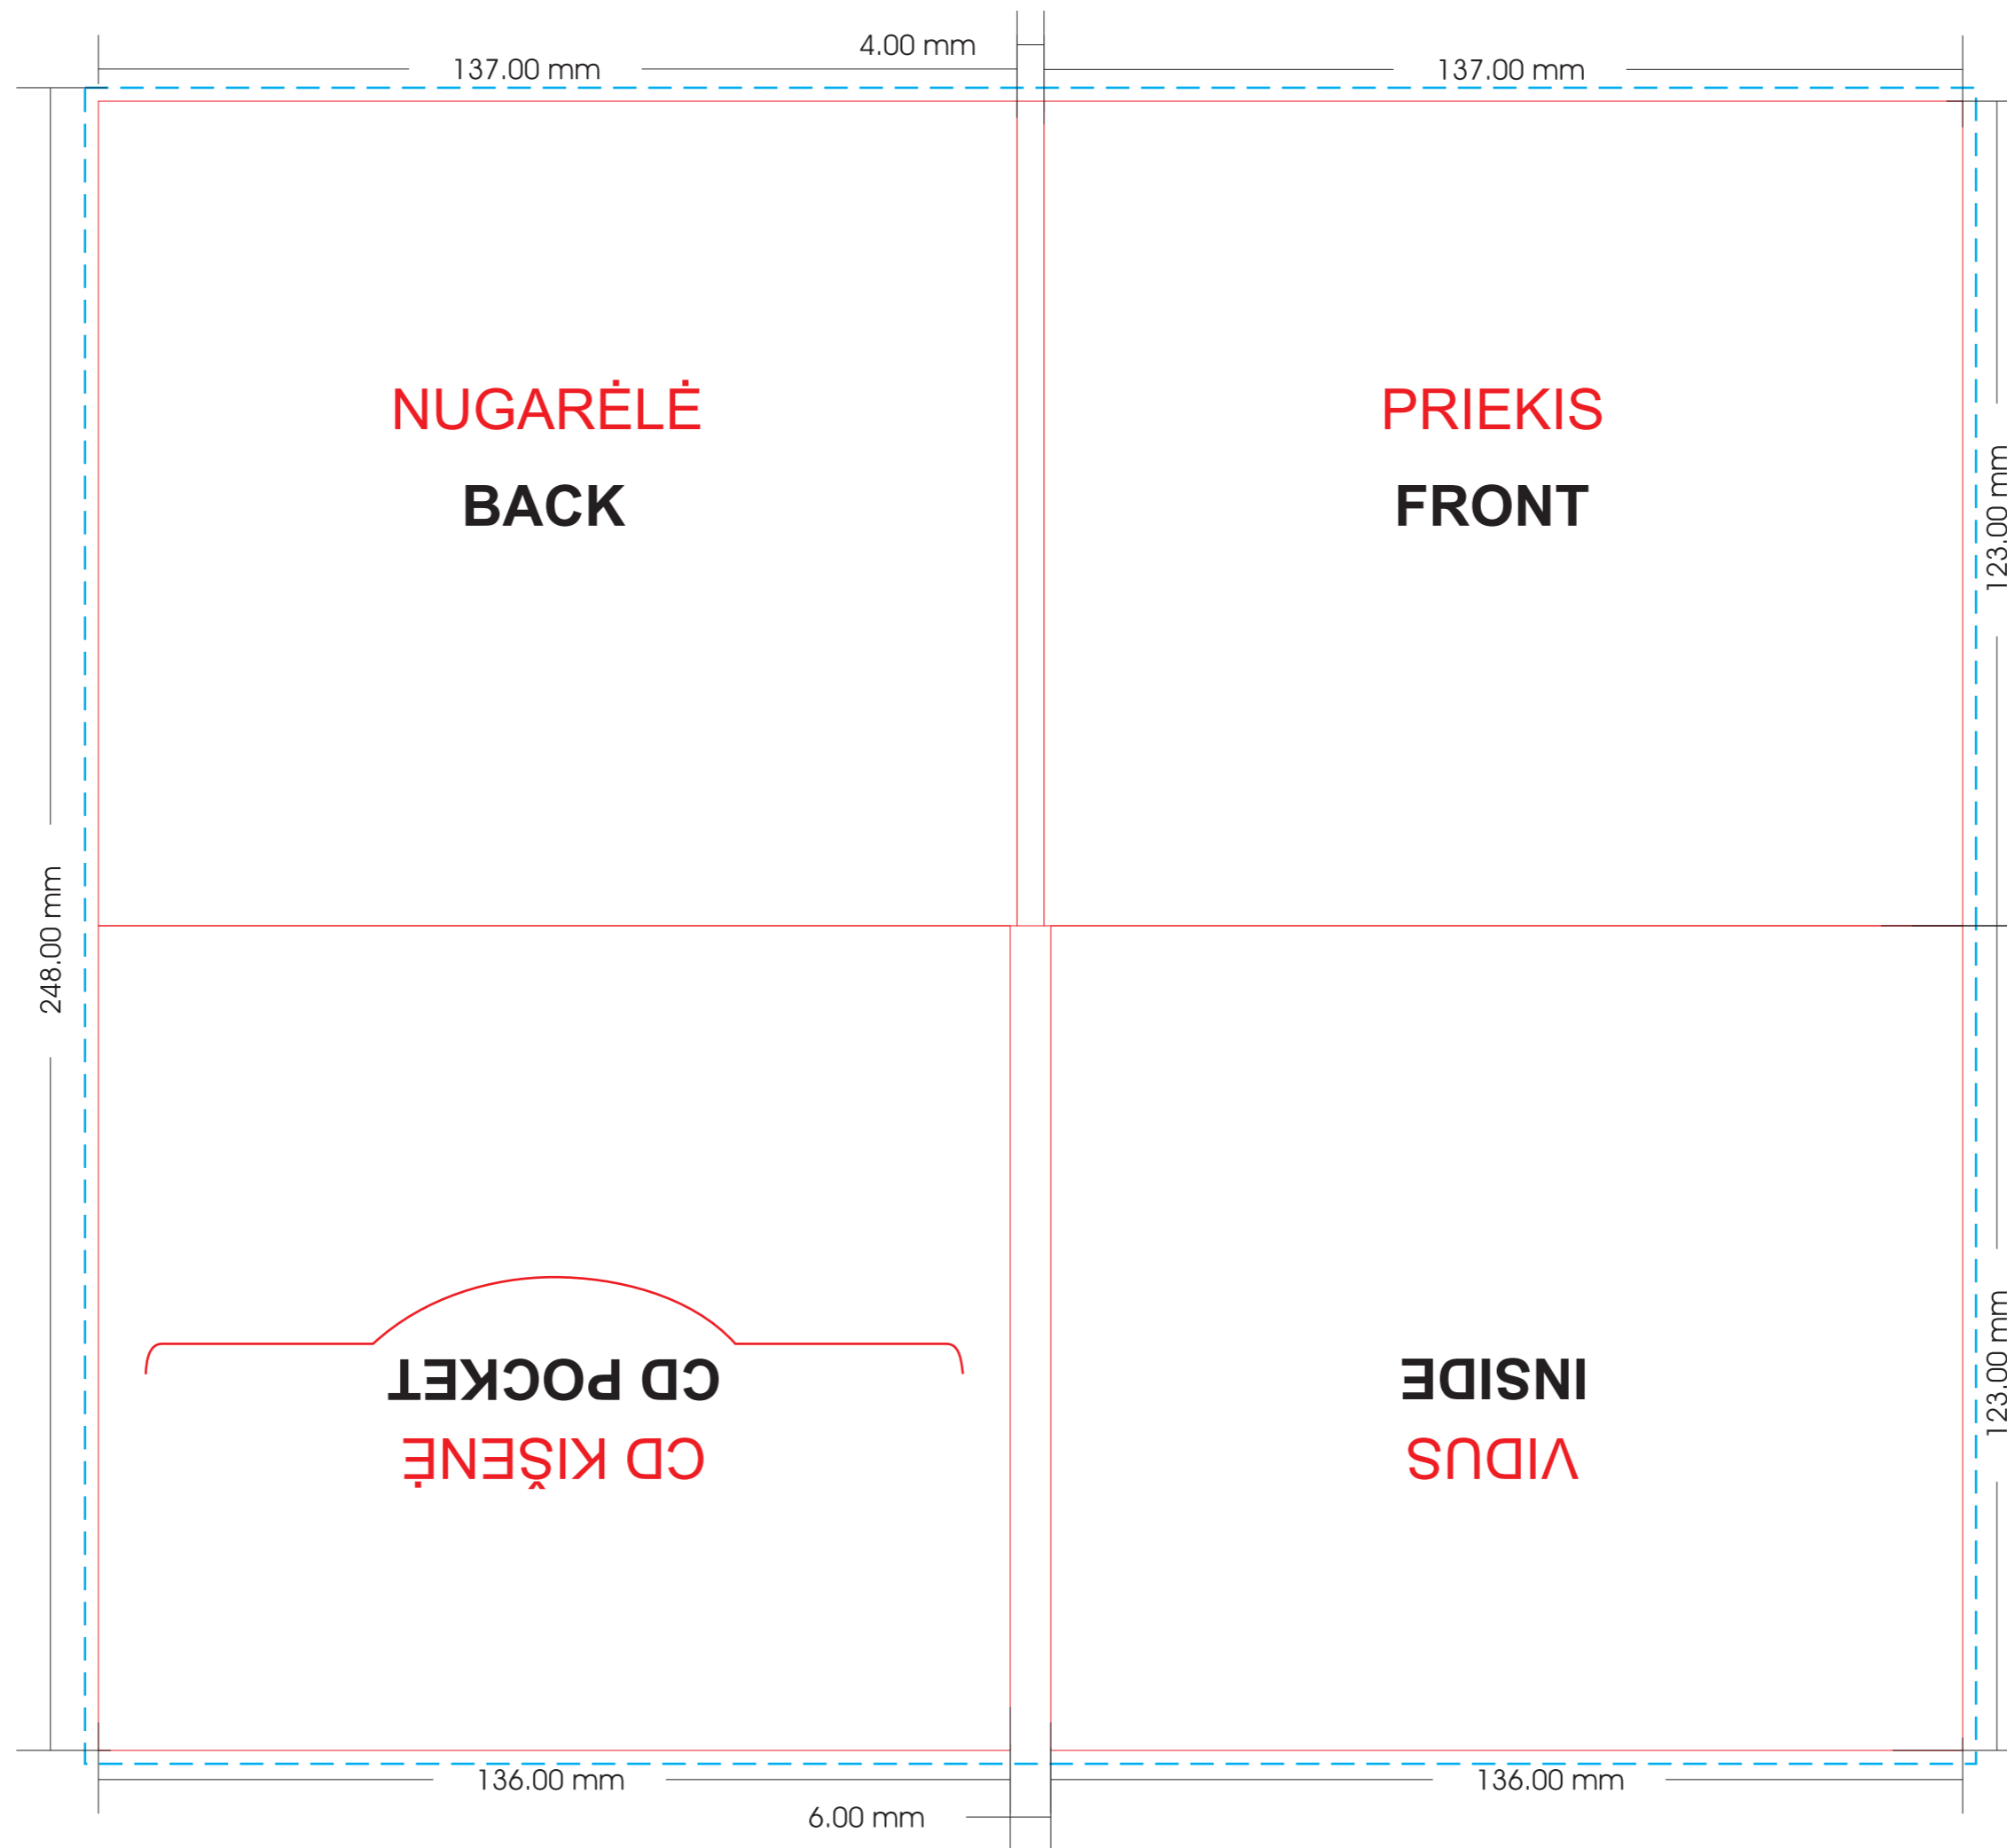 4.00 mm
137.00 mm
137.00 mm
NUGARĖLĖ
BACK
PRIEKIS
FRONT
123.00 mm
248.00 mm
CD POCKET
CD KIŠENĖ
INSIDE
VIDUS
123.00 mm
136.00 mm
136.00 mm
6.00 mm